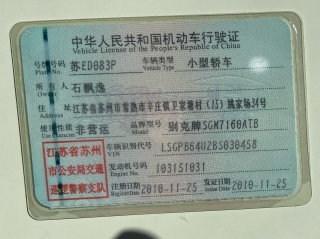 中华人民共和国机动车行驶证
Vehicle License of the People's Republic of China
号牌号码 苏ED083P 车辆类型 小型轿车
Plate No. Vehicle Type
所有人 石飘逸
Owner
住址 江苏省苏州市常熟市辛庄镇卫家塘村(15)姚家场34号
Address
使用性质 非营运 品牌型号 别克牌SGM7160ATB
Use Character Model
江苏省苏州
市公安局交通
巡逻警察支队
车辆识别代号 LSGPB64U2BS030458
VIN
发动机号码 103151031
Engine No.
注册日期 2010-11-25 发证日期 2010-11-25
Register Date Issue Date